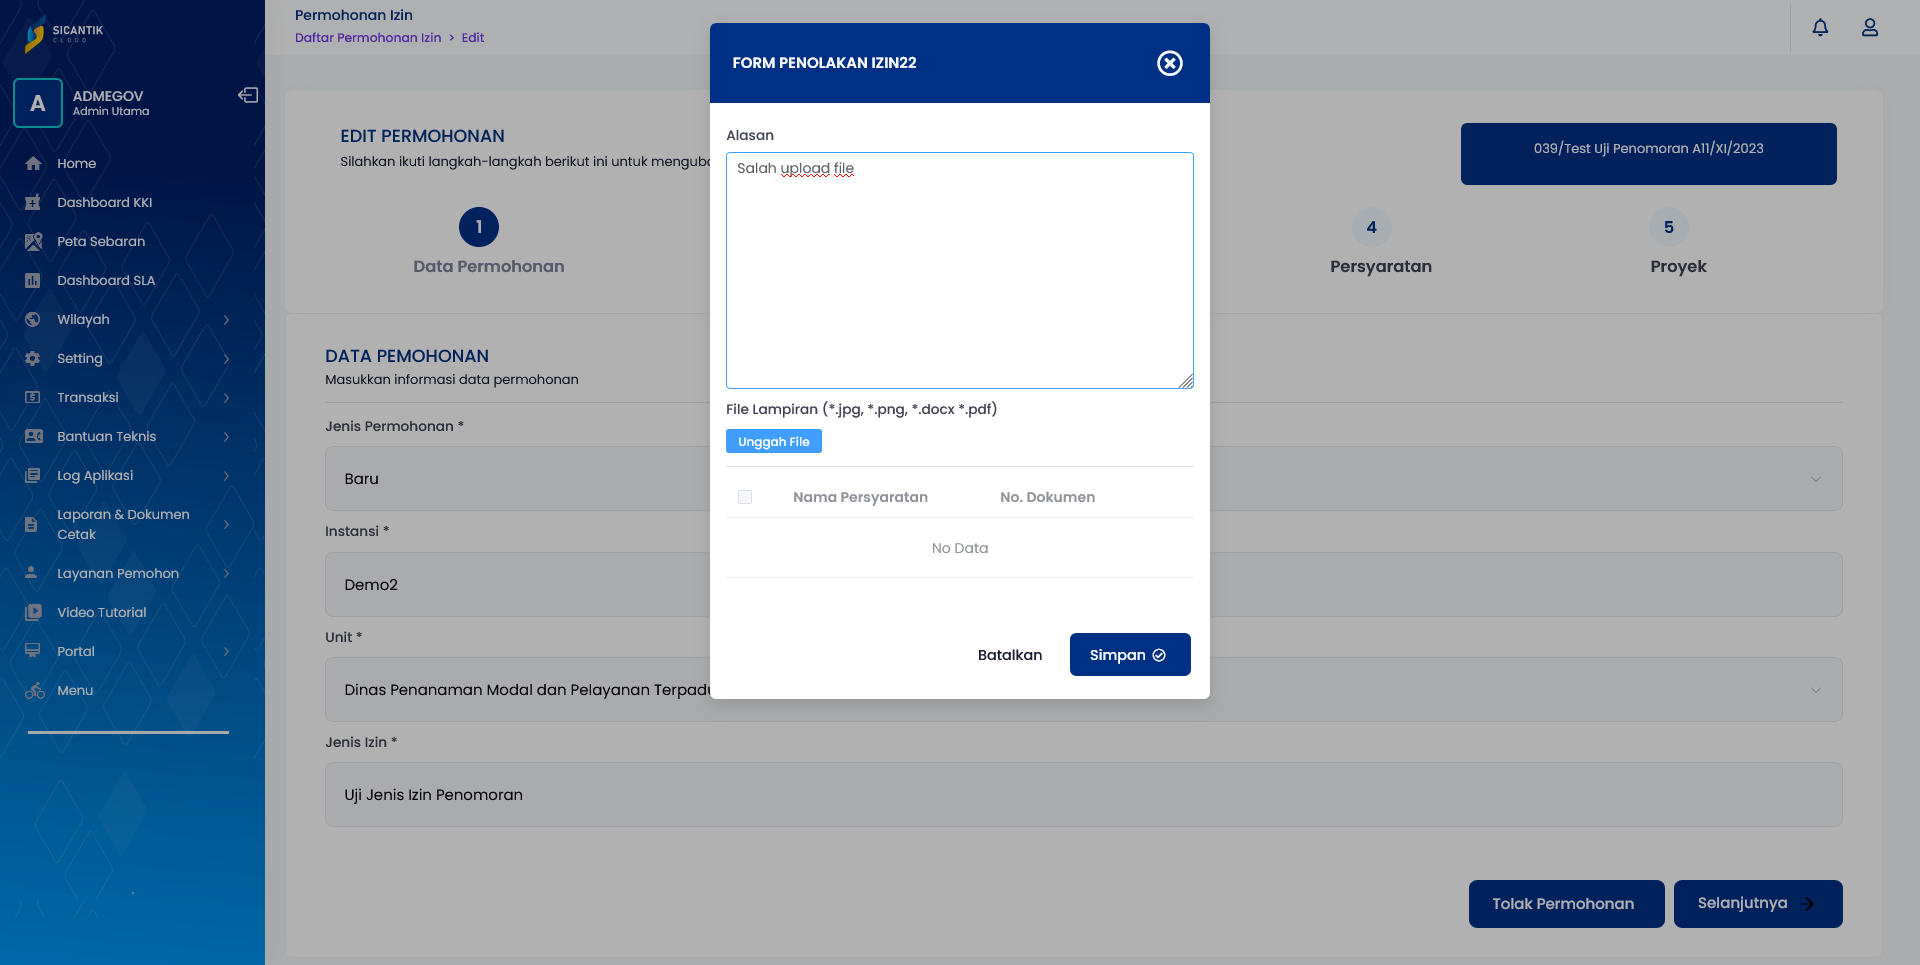 SICANTIK
CLOUD
A
ADMEGOV
Admin Utama
Home
Dashboard KKI
Peta Sebaran
Dashboard SLA
Wilayah
Setting
Transaksi
Bantuan Teknis
Log Aplikasi
Laporan & Dokumen
Cetak
Layanan Pemohon
Video Tutorial
Portal
Menu
Permohonan Izin
Daftar Permohonan Izin > Edit
EDIT PERMOHONAN
Silahkan ikuti langkah-langkah berikut ini untuk
039/Test Uji Penomoran A11/XI/2023
1
Data Permohonan
4
Persyaratan
5
Proyek
DATA PEMOHONAN
Masukkan informasi data permohonan
Jenis Permohonan *
Baru
Instansi *
Demo2
Unit *
Dinas Penanaman Modal dan Pelayanan
Jenis Izin *
Uji Jenis Izin Penomoran
Tolak Permohonan
Selanjutnya
FORM PENOLAKAN IZIN22
Alasan
Salah upload file
File Lampiran (*.jpg, *.png, *.docx *.pdf)
Unggah File
Nama Persyaratan No. Dokumen
No Data
Batalkan
Simpan